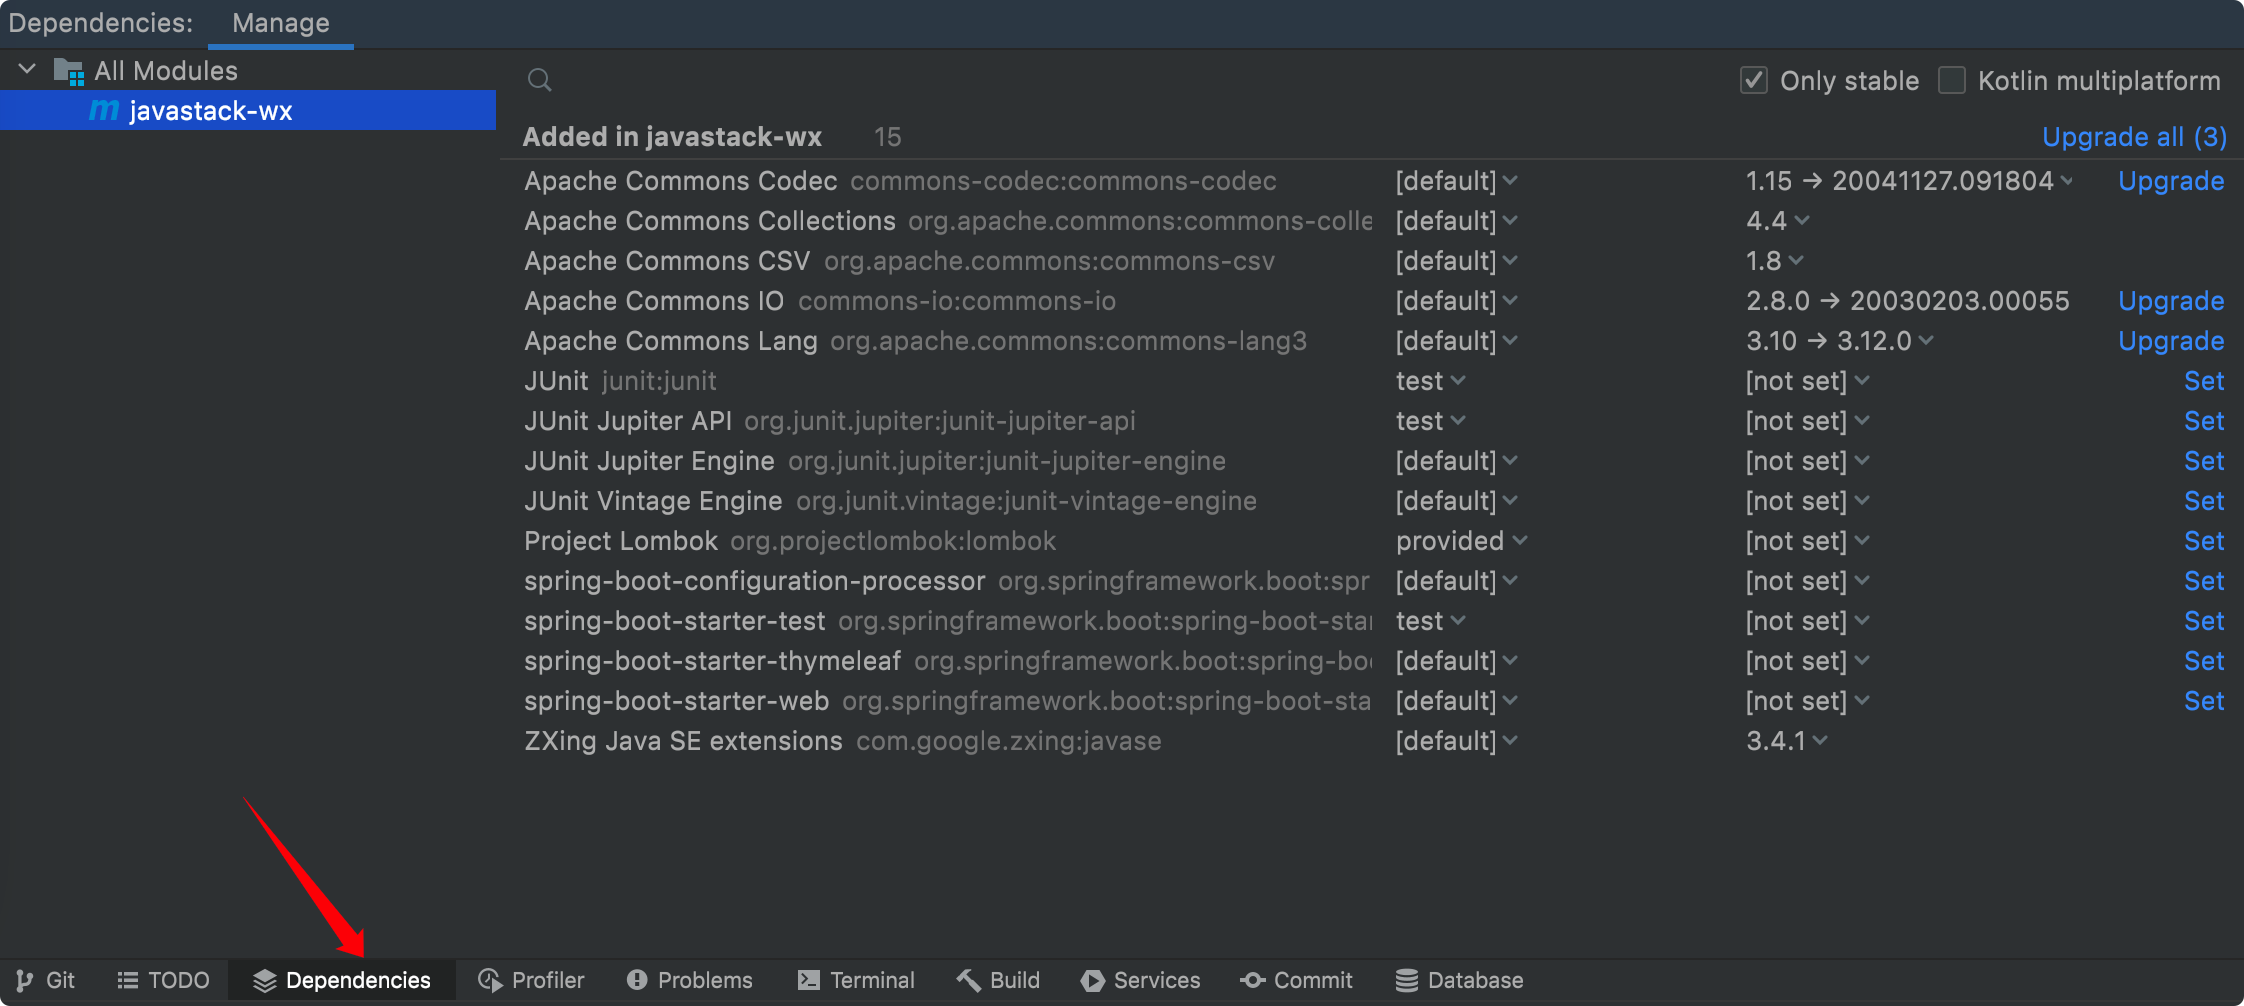 Dependencies: Manage
All Modules
javastack-wx
Only stable Kotlin multiplatform
Added in javastack-wx 15 Upgrade all (3)
Apache Commons Codec commons-codec:commons-codec [default] 1.15 → 20041127.091804 Upgrade
Apache Commons Collections org.apache.commons:commons-colle [default] 4.4
Apache Commons CSV org.apache.commons:commons-csv [default] 1.8
Apache Commons IO commons-io:commons-io [default] 2.8.0 → 20030203.00055 Upgrade
Apache Commons Lang org.apache.commons:commons-lang3 [default] 3.10 → 3.12.0 Upgrade
JUnit junit:junit test [not set] Set
JUnit Jupiter API org.junit.jupiter:junit-jupiter-api test [not set] Set
JUnit Jupiter Engine org.junit.jupiter:junit-jupiter-engine [default] [not set] Set
JUnit Vintage Engine org.junit.vintage:junit-vintage-engine [default] [not set] Set
Project Lombok org.projectlombok:lombok provided [not set] Set
spring-boot-configuration-processor org.springframework.boot:spr [default] [not set] Set
spring-boot-starter-test org.springframework.boot:spring-boot-star test [not set] Set
spring-boot-starter-thymeleaf org.springframework.boot:spring-boo [default] [not set] Set
spring-boot-starter-web org.springframework.boot:spring-boot-sta [default] [not set] Set
ZXing Java SE extensions com.google.zxing:javase [default] 3.4.1
Git TODO Dependencies Profiler Problems Terminal Build Services Commit Database